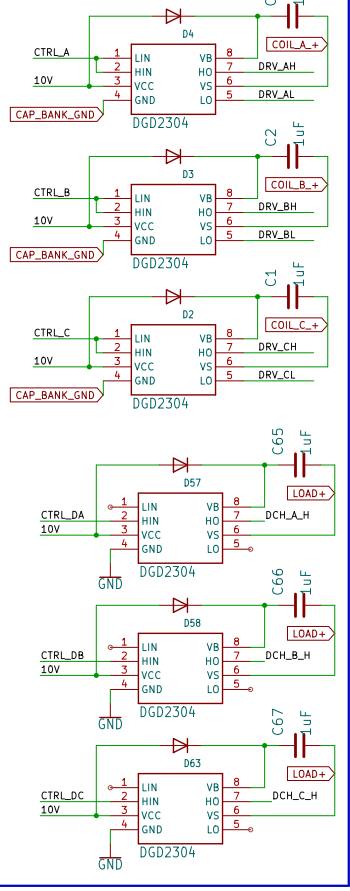 C
D4
COIL_A_+
CTRL_A
1 LIN VB 8
2 HIN HO 7 DRV_AH
10V 3 VCC VS 6
4 GND LO 5 DRV_AL
CAP_BANK_GND
DGD2304
C2
1uF
D3
COIL_B_+
CTRL_B
1 LIN VB 8
2 HIN HO 7 DRV_BH
10V 3 VCC VS 6
4 GND LO 5 DRV_BL
CAP_BANK_GND
DGD2304
C1
1uF
D2
COIL_C_+
CTRL_C
1 LIN VB 8
2 HIN HO 7 DRV_CH
10V 3 VCC VS 6
4 GND LO 5 DRV_CL
CAP_BANK_GND
DGD2304
C65
1uF
D57
LOAD+
1 LIN VB 8
CTRL_DA 2 HIN HO 7 DCH_A_H
10V 3 VCC VS 6
4 GND LO 5
GND
DGD2304
C66
1uF
D58
LOAD+
1 LIN VB 8
CTRL_DB 2 HIN HO 7 DCH_B_H
10V 3 VCC VS 6
4 GND LO 5
GND
DGD2304
C67
1uF
D63
LOAD+
1 LIN VB 8
CTRL_DC 2 HIN HO 7 DCH_C_H
10V 3 VCC VS 6
4 GND LO 5
GND
DGD2304